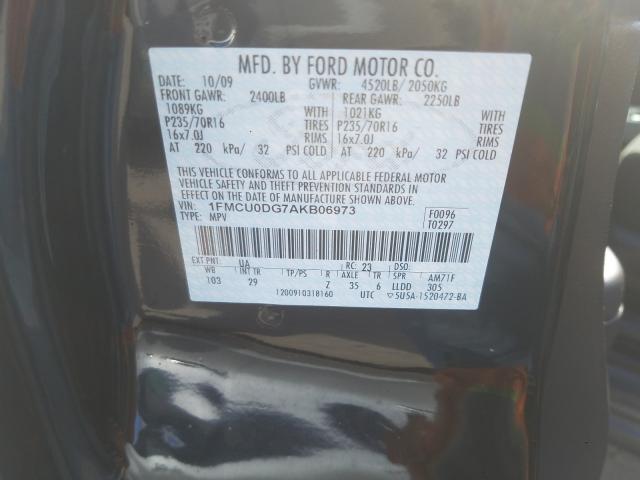 MFD. BY FORD MOTOR CO.
DATE: 10/09 GVWR: 4520LB/ 2050KG
FRONT GAWR: 2400LB REAR GAWR: 2250LB
1089KG WITH 1021KG WITH
P235/70R16 TIRES P235/70R16 TIRES
16x7.0J RIMS 16x7.0J RIMS
AT 220 kPa/ 32 PSI COLD AT 220 kPa/ 32 PSI COLD
THIS VEHICLE CONFORMS TO ALL APPLICABLE FEDERAL MOTOR
VEHICLE SAFETY AND THEFT PREVENTION STANDARDS IN
EFFECT ON THE DATE OF MANUFACTURE SHOWN ABOVE.
VIN: 1FMCU0DG7AKB06973 F0096
TYPE: MPV T0297
EXT PNT: UA RC: 23 DSO:
WB INT TR TP/PS R AXLE TR SPR AM71F
103 29 Z 35 6 LLDD 305
1200910318160 UTC 5U5A-1520472-BA